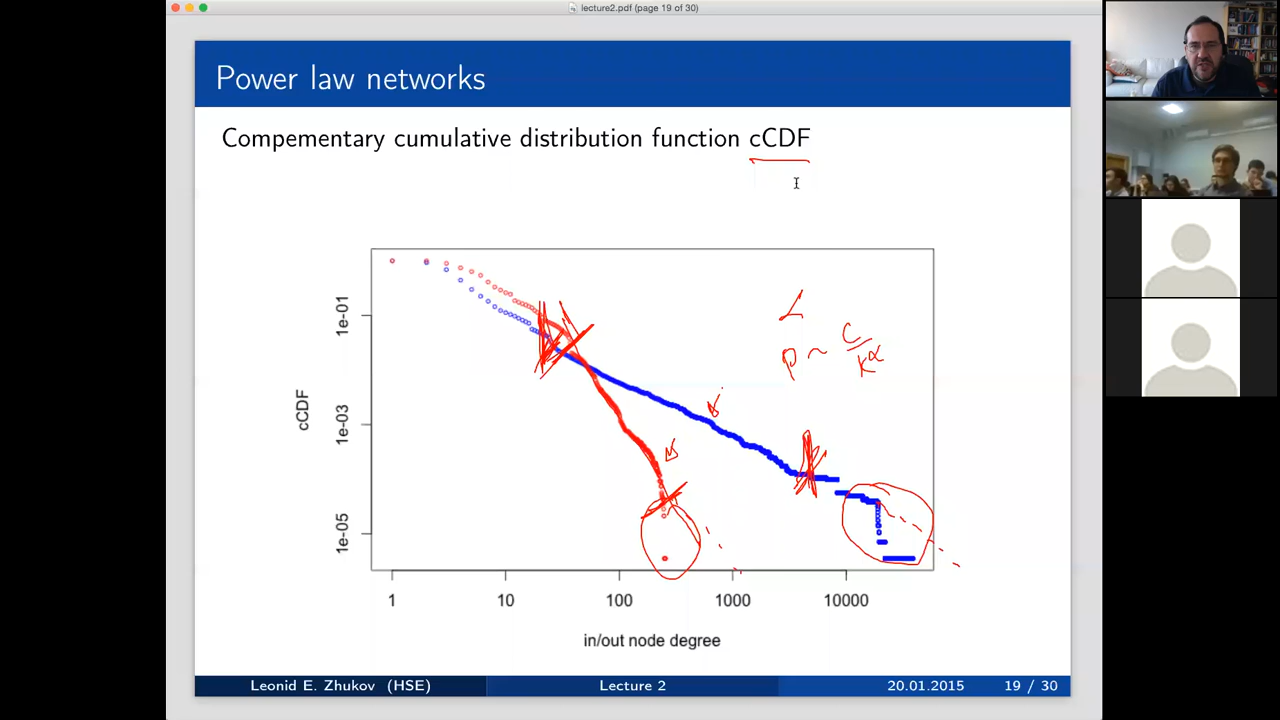 lecture2.pdf (page 19 of 30)
Power law networks
Compementary cumulative distribution function cCDF
1e-01
1e-03
1e-05
cCDF
α
p ~ C/k^α
1 10 100 1000 10000
in/out node degree
Leonid E. Zhukov (HSE) Lecture 2 20.01.2015 19 / 30